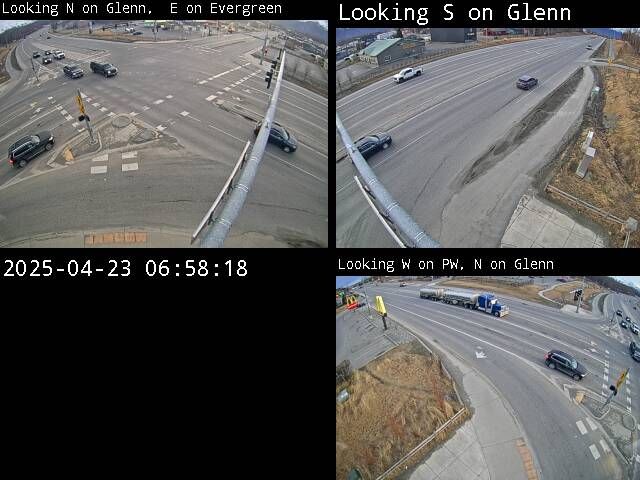 Looking N on Glenn, E on Evergreen
Looking S on Glenn
2025-04-23 06:58:18
Looking W on PW, N on Glenn